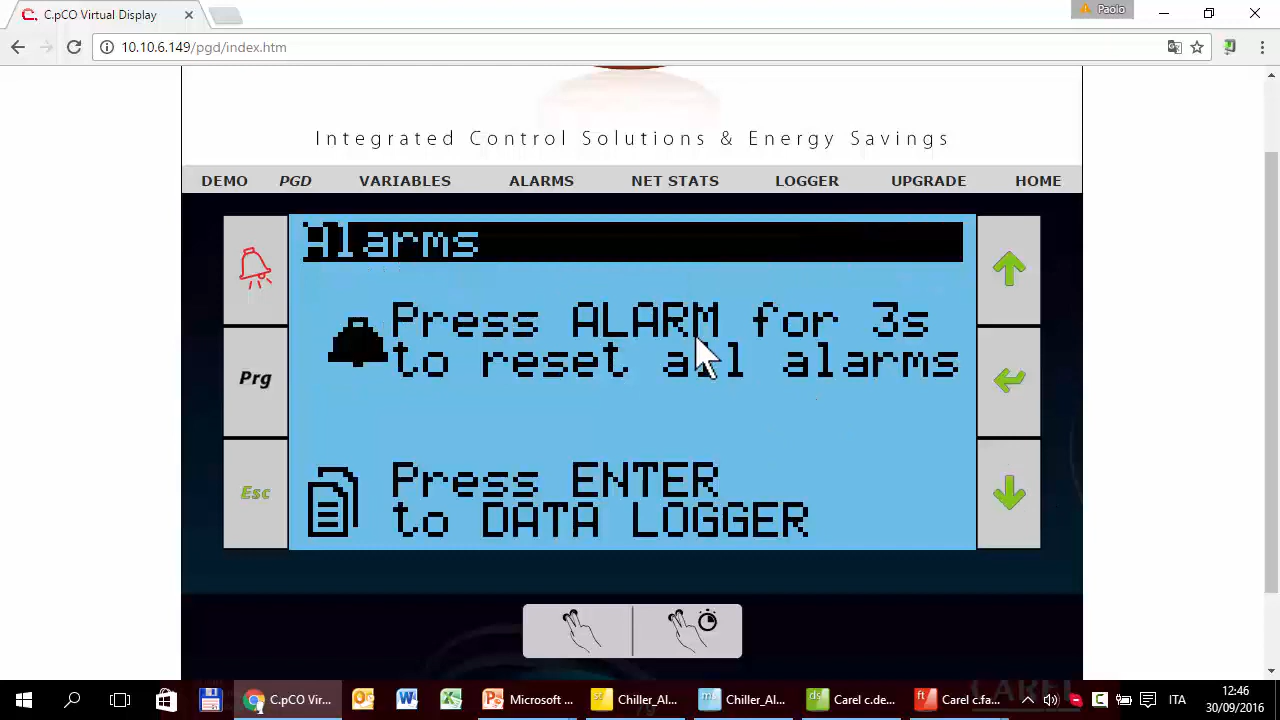 C.pCO Virtual Display
Paolo
10.10.6.149/pgd/index.htm
Integrated Control Solutions & Energy Savings
DEMO PGD VARIABLES ALARMS NET STATS LOGGER UPGRADE HOME
Alarms
Press ALARM for 3s
to reset all alarms
Prg
Press ENTER
to DATA LOGGER
Esc
C.pCO Vir...
Microsoft ...
Chiller_Al...
Chiller_Al...
Carel c.de...
Carel c.fa...
ITA
12:46
30/09/2016